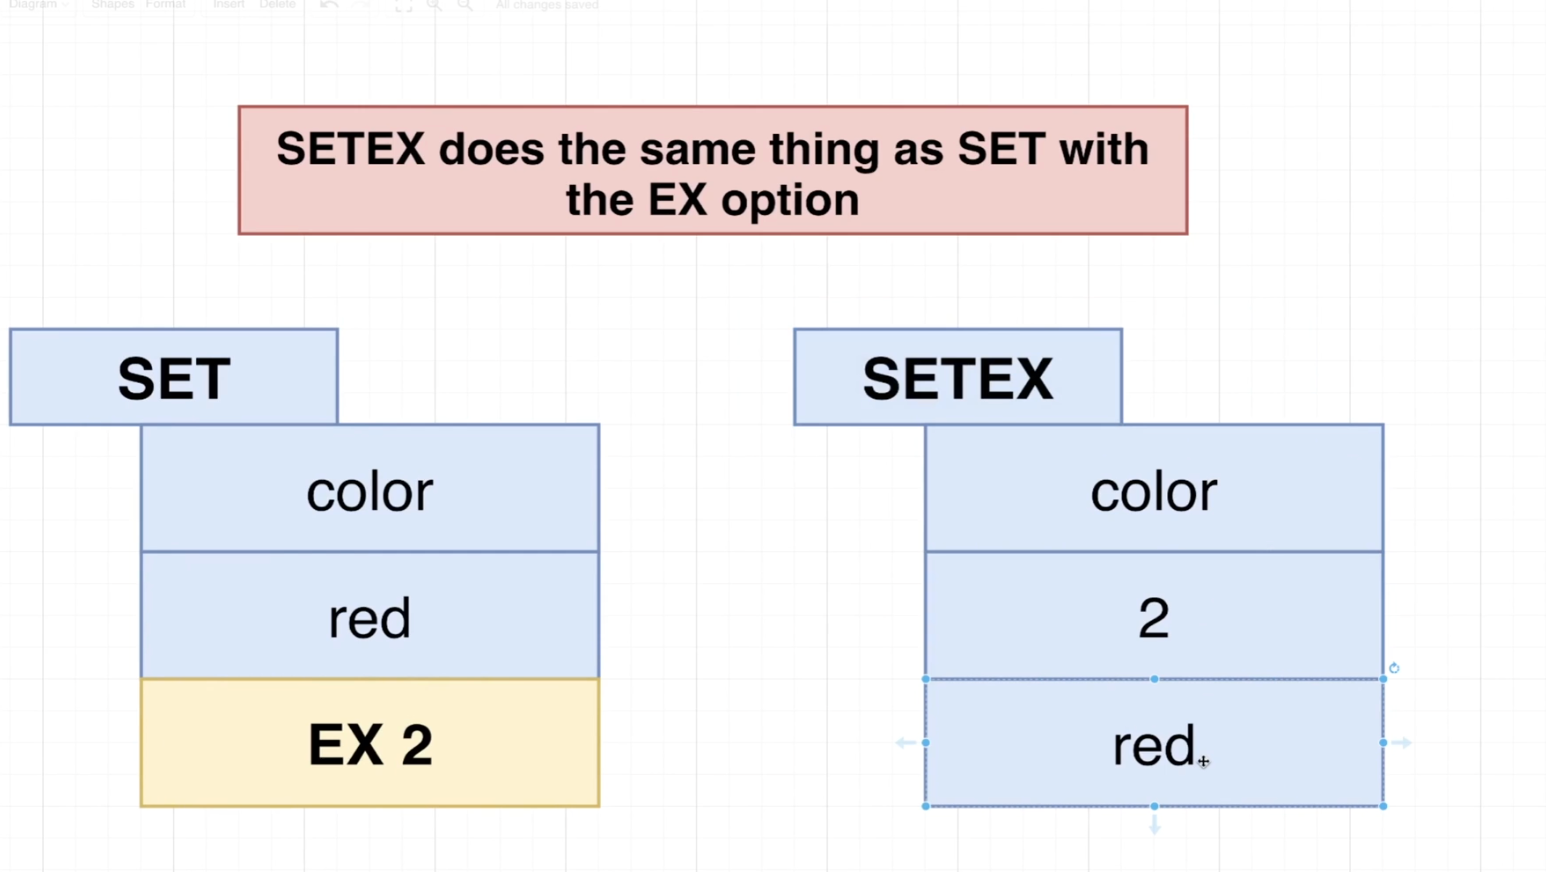 Diagram Shapes Format Insert Delete All changes saved
SETEX does the same thing as SET with
the EX option
SET
color
red
EX 2
SETEX
color
2
red